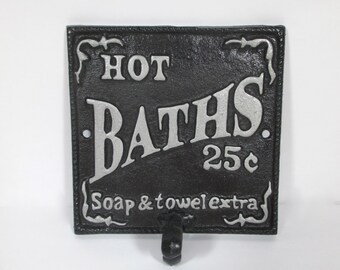 HOT
BATHS
25¢
Soap & towel extra